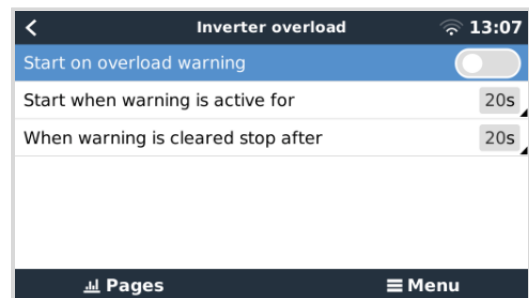 Inverter overload 13:07
Start on overload warning
Start when warning is active for 20s
When warning is cleared stop after 20s
Pages Menu